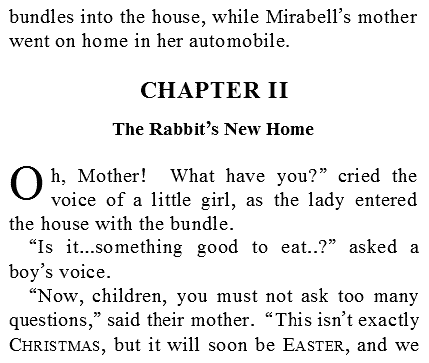 bundles into the house, while Mirabell’s mother
went on home in her automobile.
CHAPTER II
The Rabbit’s New Home
Oh, Mother! What have you?” cried the
voice of a little girl, as the lady entered
the house with the bundle.
“Is it...something good to eat..?” asked a
boy’s voice.
“Now, children, you must not ask too many
questions,” said their mother. “This isn’t exactly
CHRISTMAS, but it will soon be EASTER, and we